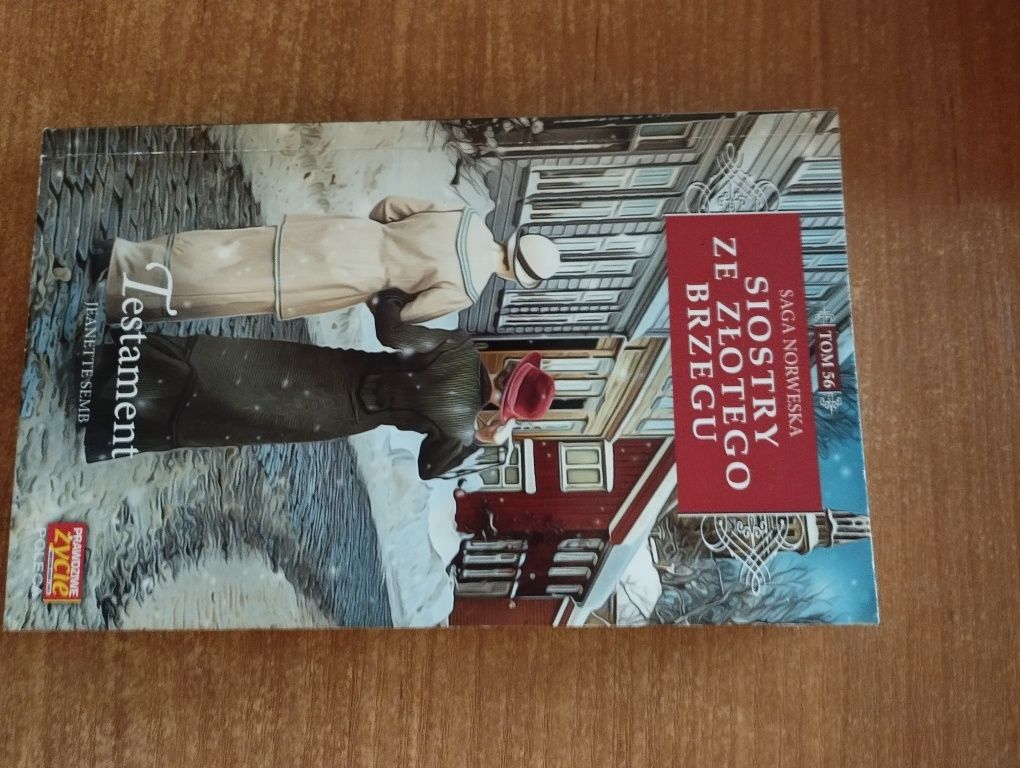 TOM 56
SAGA NORWESKA
SIOSTRY
ZE ZŁOTEGO
BRZEGU
Testament
JEANETTE SEMB
PRAWDZIWE
życie
POLECA